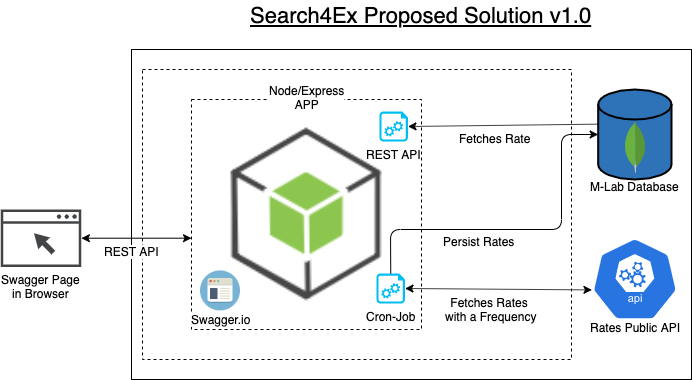 Search4Ex Proposed Solution v1.0
Node/Express
APP
REST API
Fetches Rate
M-Lab Database
REST API
Persist Rates
Swagger Page
in Browser
Swagger.io
Cron-Job
Fetches Rates
with a Frequency
api
Rates Public API